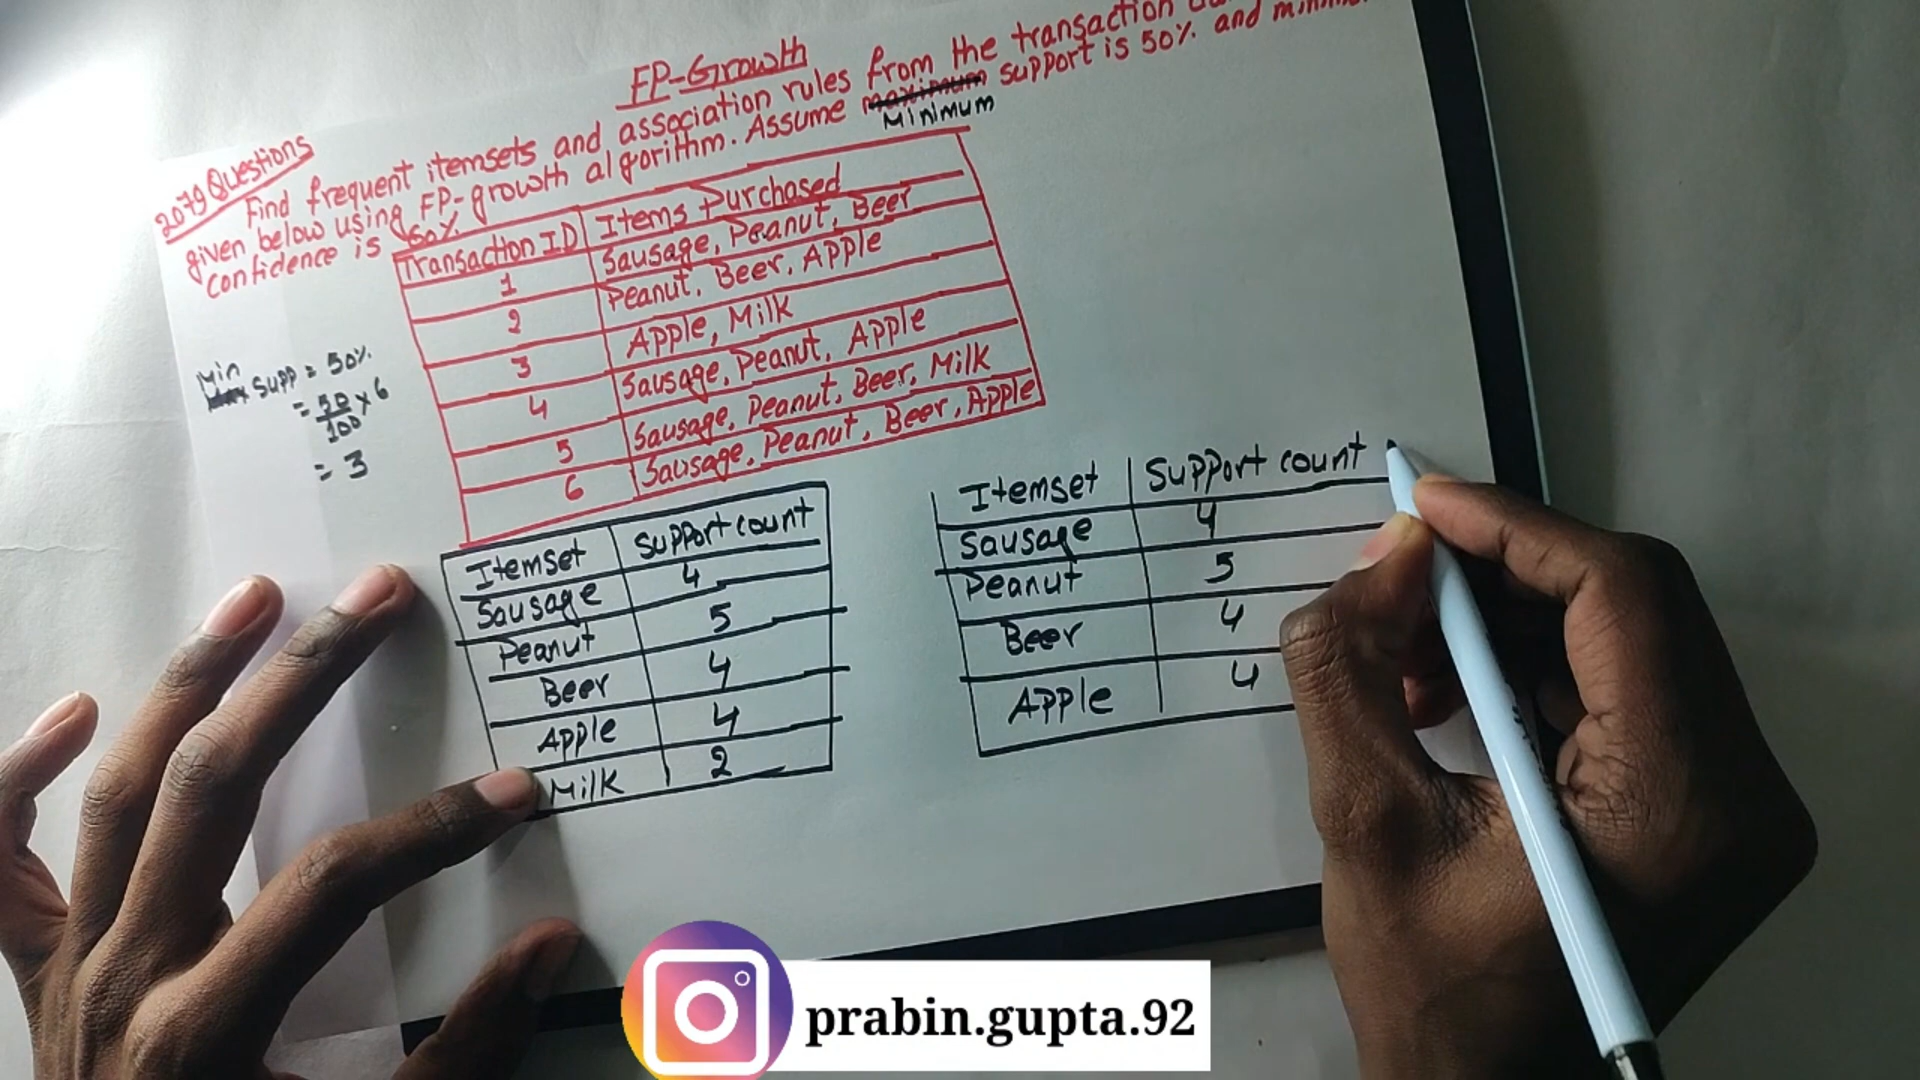 FP-Growth
2079 Questions
Find frequent itemsets and association rules from the transaction
given below using FP-growth algorithm. Assume maximum support is 50% and
Minimum
confidence is 60%
Transaction ID Items Purchased
1 Sausage, Peanut, Beer
2 Peanut, Beer, Apple
3 Apple, Milk
4 Sausage, Peanut, Apple
5 Sausage, Peanut, Beer, Milk
6 Sausage, Peanut, Beer, Apple
Min
Supp = 50%
= 50/100 x 6
= 3
Itemset Support count
Sausage 4
Peanut 5
Beer 4
Apple 4
Milk 2
Itemset Support count
Sausage 4
Peanut 5
Beer 4
Apple 4
prabin.gupta.92